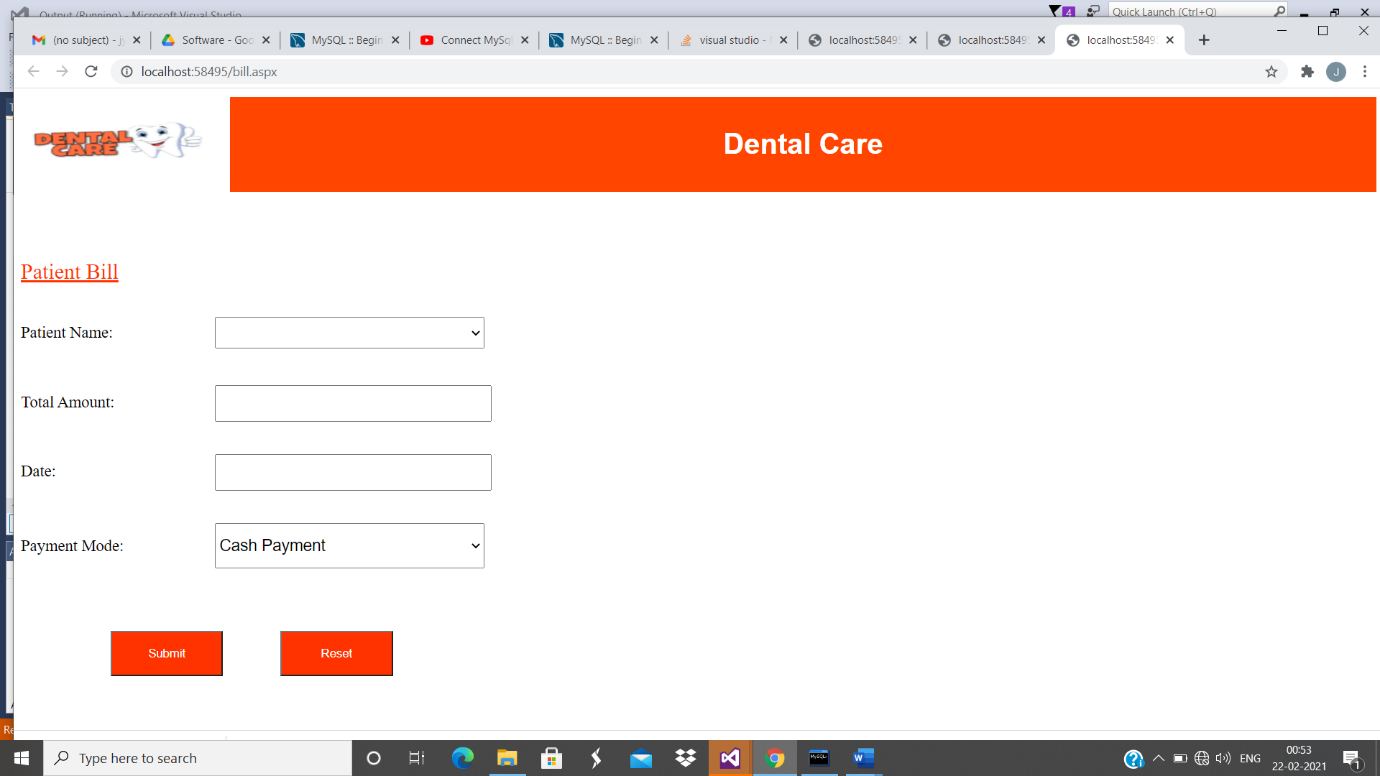 Output (Running) - Microsoft Visual Studio
4
Quick Launch (Ctrl+Q)
(no subject) - j
Software - Goo
MySQL :: Begin
Connect MySq
MySQL :: Begin
visual studio -
localhost:5849
localhost:5849
localhost:5849
localhost:58495/bill.aspx
J
DENTAL
CARE
Dental Care
Patient Bill
Patient Name:
Total Amount:
Date:
Payment Mode:
Cash Payment
Submit
Reset
Re
Type here to search
ENG
00:53
22-02-2021
1